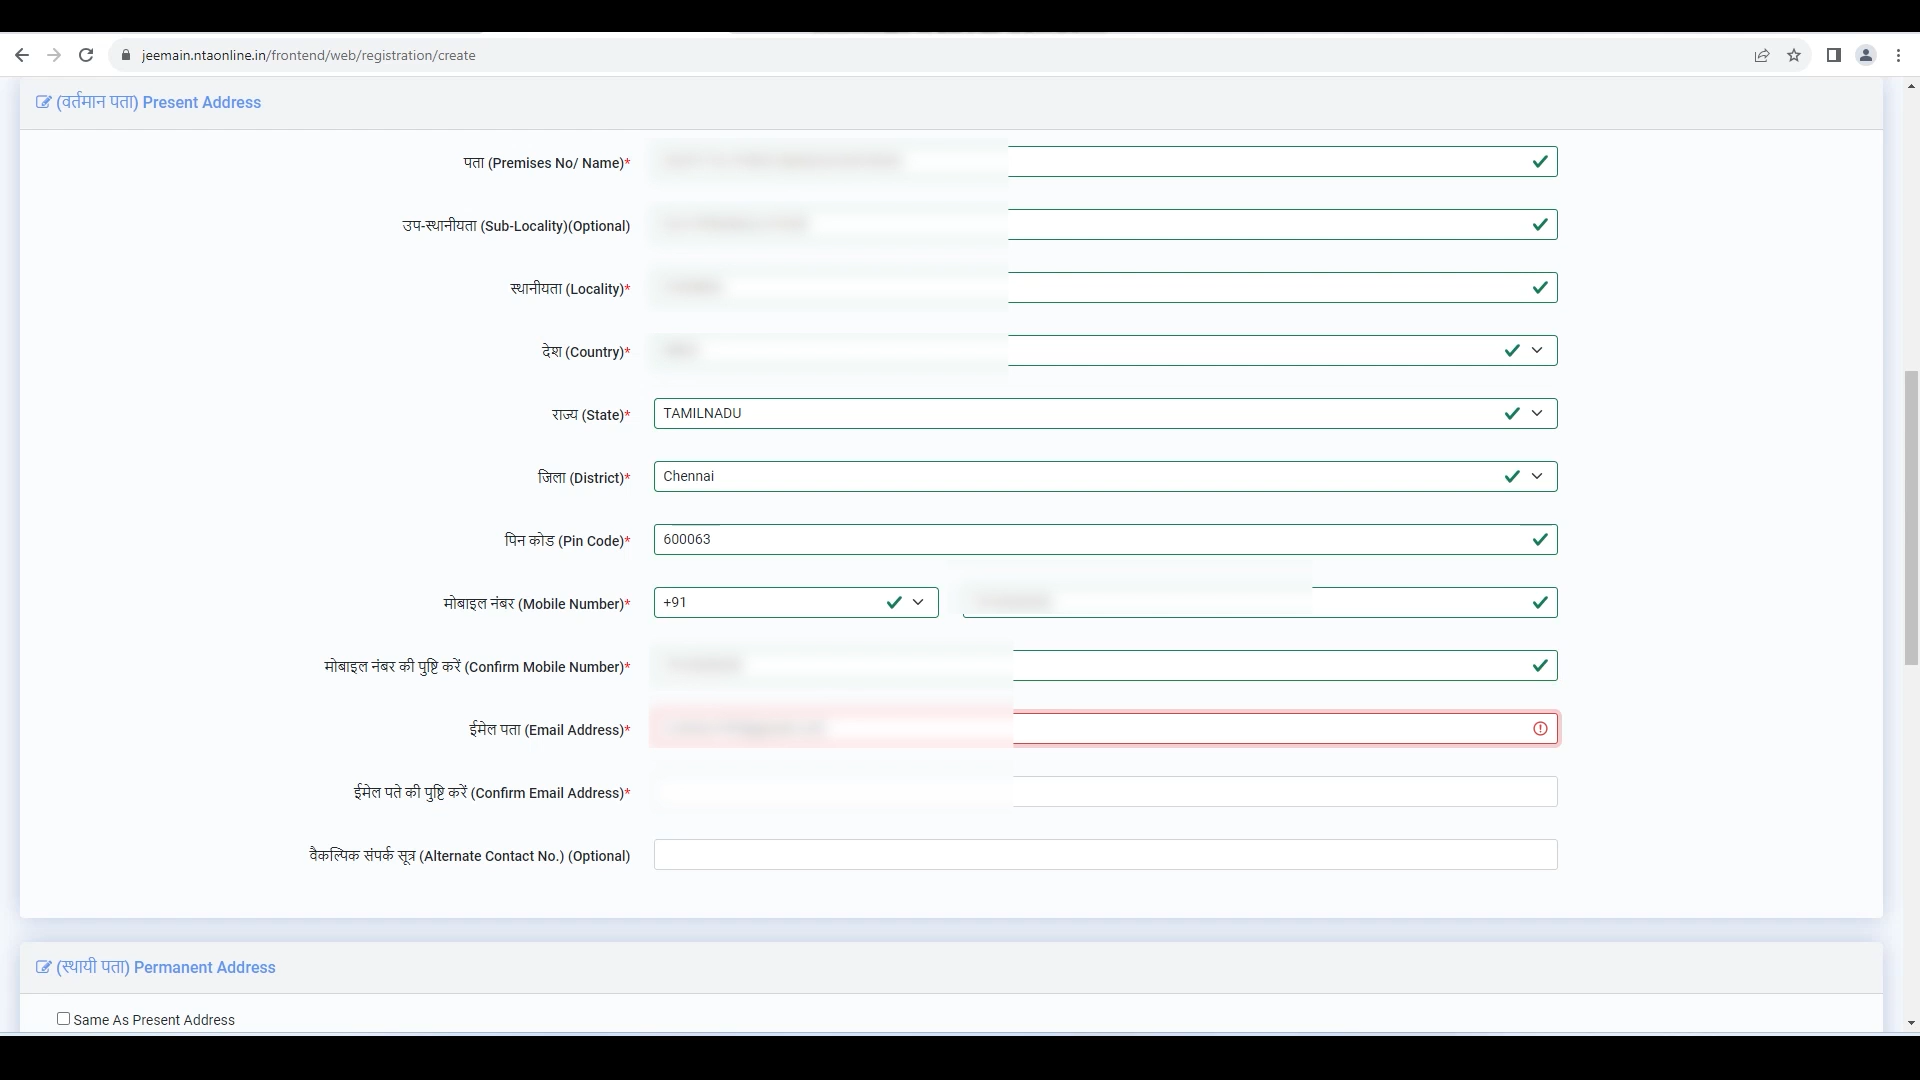 jeemain.ntaonline.in/frontend/web/registration/create
(वर्तमान पता) Present Address
पता (Premises No/ Name)*
उप-स्थानीयता (Sub-Locality)(Optional)
स्थानीयता (Locality)*
देश (Country)*
राज्य (State)* TAMILNADU
जिला (District)* Chennai
पिन कोड (Pin Code)* 600063
मोबाइल नंबर (Mobile Number)* +91
मोबाइल नंबर की पुष्टि करें (Confirm Mobile Number)*
ईमेल पता (Email Address)*
ईमेल पते की पुष्टि करें (Confirm Email Address)*
वैकल्पिक संपर्क सूत्र (Alternate Contact No.) (Optional)
(स्थायी पता) Permanent Address
Same As Present Address